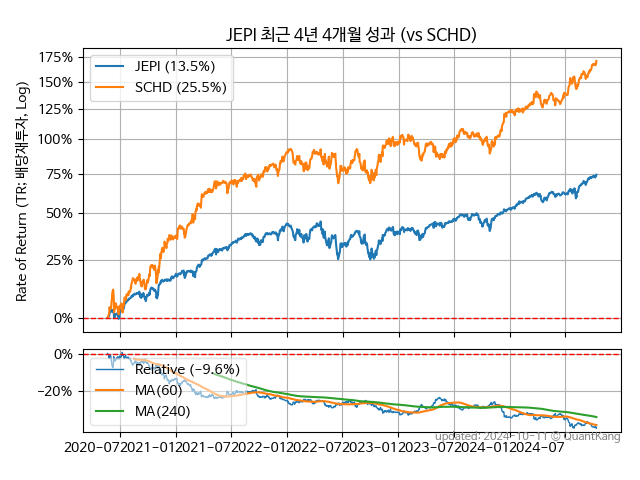 JEPI 최근 4년 4개월 성과 (vs SCHD)
Rate of Return (TR; 배당재투자, Log)
175%
150%
125%
100%
75%
50%
25%
0%
JEPI (13.5%)
SCHD (25.5%)
0%
-20%
Relative (-9.6%)
MA(60)
MA(240)
2020-07 2021-01 2021-07 2022-01 2022-07 2023-01 2023-07 2024-01 2024-07
updated: 2024-10-11 © QuantKang